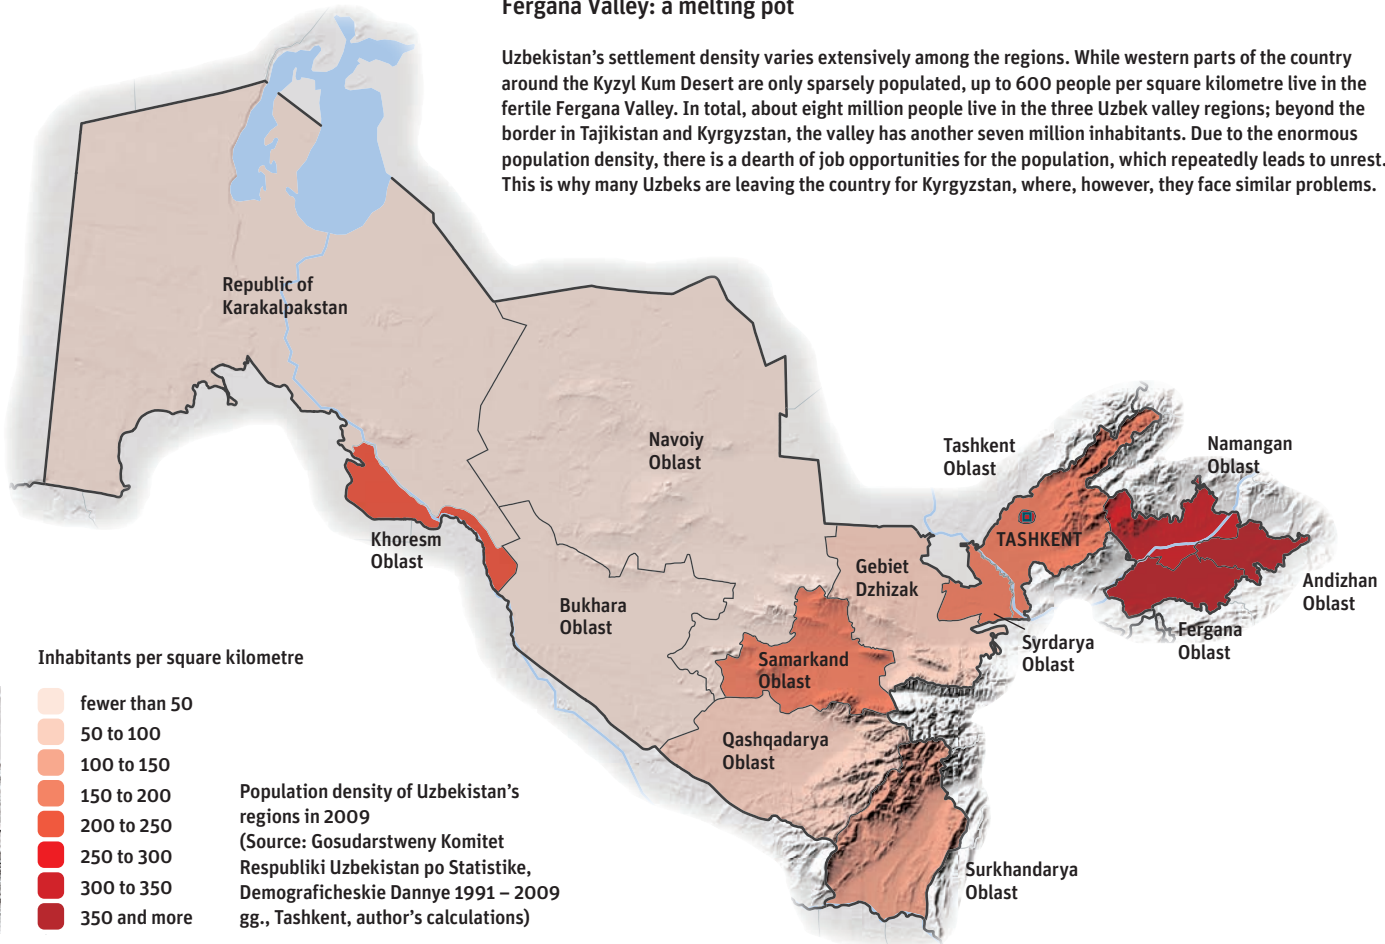 Fergana Valley: a melting pot
Uzbekistan's settlement density varies extensively among the regions. While western parts of the country
around the Kyzyl Kum Desert are only sparsely populated, up to 600 people per square kilometre live in the
fertile Fergana Valley. In total, about eight million people live in the three Uzbek valley regions; beyond the
border in Tajikistan and Kyrgyzstan, the valley has another seven million inhabitants. Due to the enormous
population density, there is a dearth of job opportunities for the population, which repeatedly leads to unrest.
This is why many Uzbeks are leaving the country for Kyrgyzstan, where, however, they face similar problems.
Republic of
Karakalpakstan
Navoiy
Oblast
Tashkent
Oblast
Namangan
Oblast
TASHKENT
Khoresm
Oblast
Gebiet
Dzhizak
Andizhan
Oblast
Bukhara
Oblast
Fergana
Oblast
Syrdarya
Oblast
Samarkand
Oblast
Qashqadarya
Oblast
Surkhandarya
Oblast
Inhabitants per square kilometre
fewer than 50
50 to 100
100 to 150
150 to 200
200 to 250
250 to 300
300 to 350
350 and more
Population density of Uzbekistan's
regions in 2009
(Source: Gosudarstweny Komitet
Respubliki Uzbekistan po Statistike,
Demograficheskie Dannye 1991 – 2009
gg., Tashkent, author's calculations)